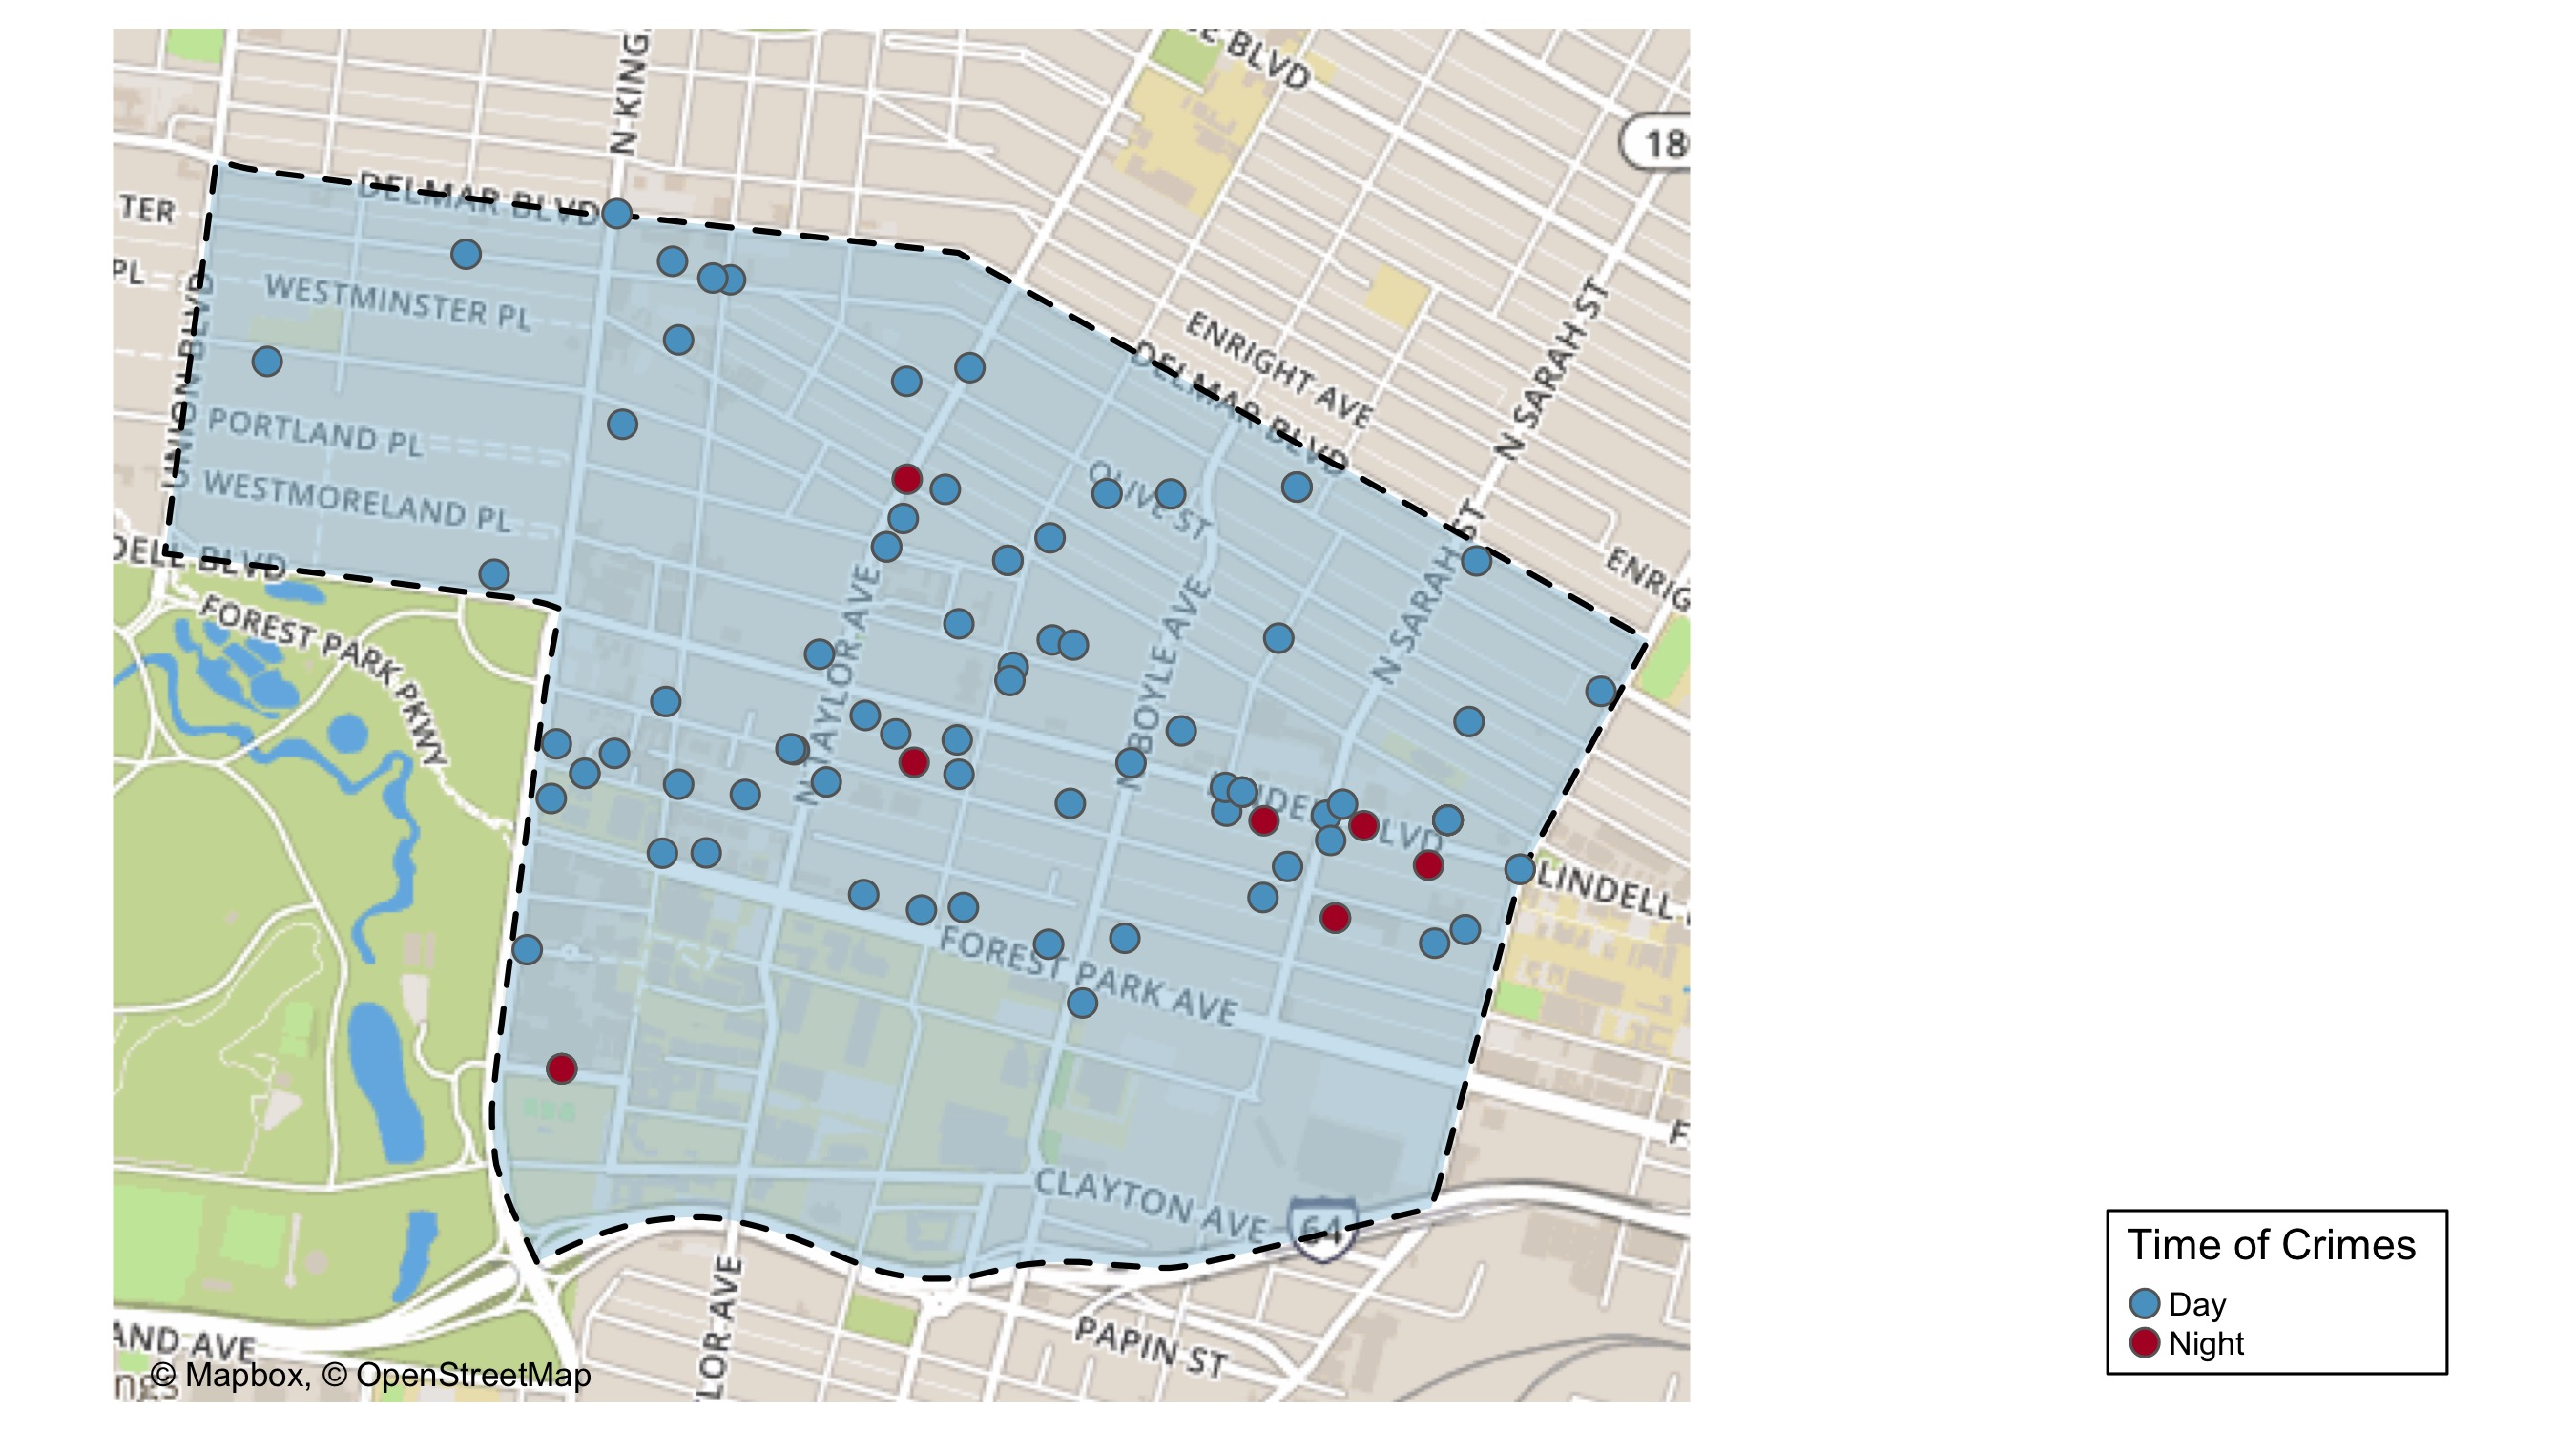 E BLVD
N KING
18
DELMAR BLVD
TER
PL
WESTMINSTER PL
UNION BLVD
ENRIGHT AVE
N SARAH ST
DELMAR BLVD
PORTLAND PL
OLIVE ST
WESTMORELAND PL
DELL BLVD
N SARAH ST
ENRIG
FOREST PARK PKWY
N TAYLOR AVE
N BOYLE AVE
LINDELL BLVD
LINDELL
FOREST PARK AVE
F
CLAYTON AVE
64
LOR AVE
PAPIN ST
AND AVE
© Mapbox, © OpenStreetMap
Time of Crimes
Day
Night